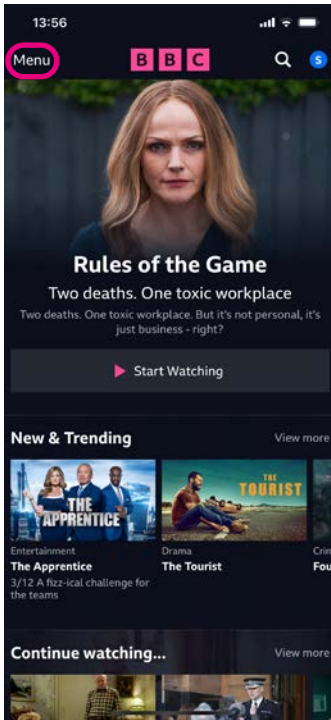 13:56
Menu
BBC
S
Rules of the Game
Two deaths. One toxic workplace
Two deaths. One toxic workplace. But it's not personal, it's
just business - right?
Start Watching
New & Trending
View more
THE
APPRENTICE
THE
TOURIST
Entertainment
The Apprentice
3/12 A fizz-ical challenge for
the teams
Drama
The Tourist
Crin
Fou
Continue watching...
View more